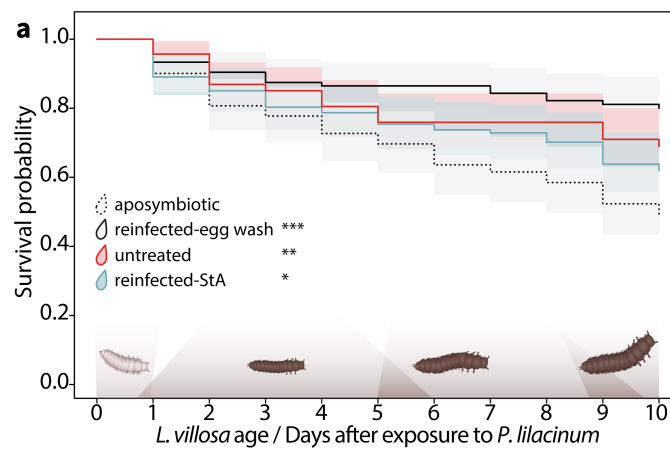 a
Survival probability
1.0
0.8
0.6
0.4
0.2
0.0
aposymbiotic
reinfected-egg wash ***
untreated **
reinfected-StA *
0 1 2 3 4 5 6 7 8 9 10
L. villosa age / Days after exposure to P. lilacinum